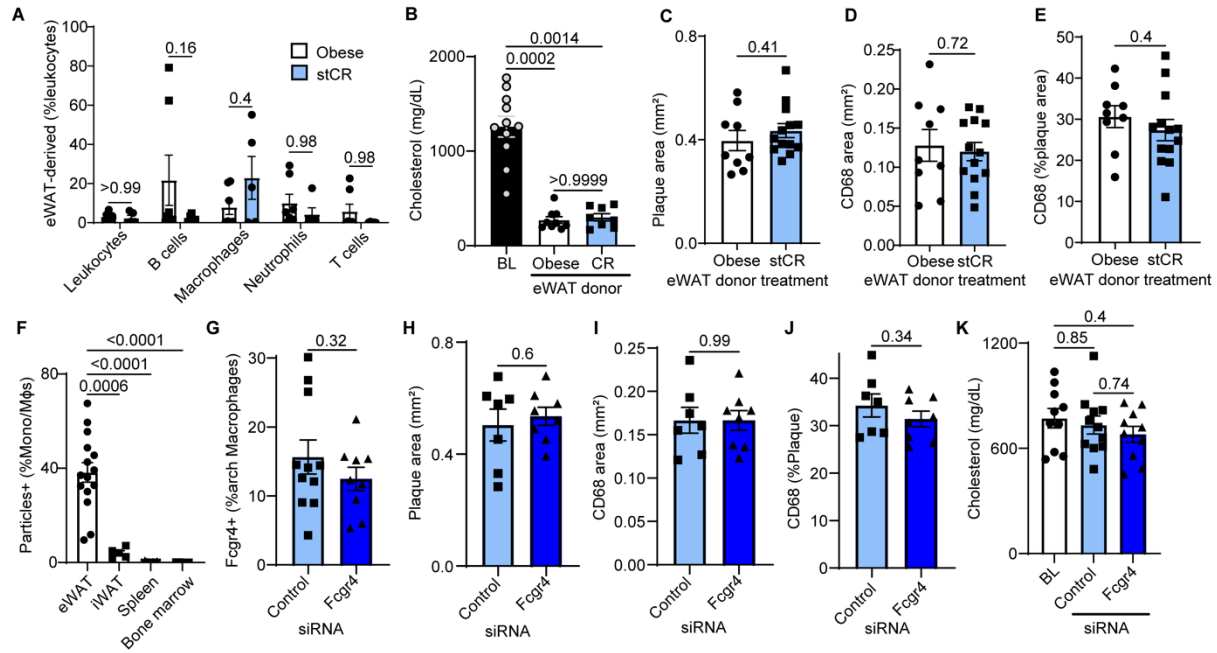 A
eWAT-derived (%leukocytes)
100
80
60
40
20
0
>0.99
0.16
0.4
0.98
0.98
Obese
stCR
Leukocytes
B cells
Macrophages
Neutrophils
T cells
B
Cholesterol (mg/dL)
2000
1000
0
0.0014
0.0002
>0.9999
BL
Obese
CR
eWAT donor
C
Plaque area (mm²)
0.8
0.4
0.0
0.41
Obese stCR
eWAT donor treatment
D
CD68 area (mm²)
0.25
0.20
0.15
0.10
0.05
0.00
0.72
Obese stCR
eWAT donor treatment
E
CD68 (%plaque area)
50
40
30
20
10
0
0.4
Obese stCR
eWAT donor treatment
F
Particles+ (%Mono/Mϕs)
80
40
0
<0.0001
<0.0001
0.0006
eWAT
iWAT
Spleen
Bone marrow
G
Fcgr4+ (%arch Macrophages)
30
20
10
0
0.32
Control
Fcgr4
siRNA
H
Plaque area (mm²)
0.8
0.4
0.0
0.6
Control
Fcgr4
siRNA
I
CD68 area (mm²)
0.25
0.20
0.15
0.10
0.05
0.00
0.99
Control
Fcgr4
siRNA
J
CD68 (%Plaque)
40
30
20
10
0
0.34
Control
Fcgr4
siRNA
K
Cholesterol (mg/dL)
1200
600
0
0.4
0.85
0.74
BL
Control
Fcgr4
siRNA